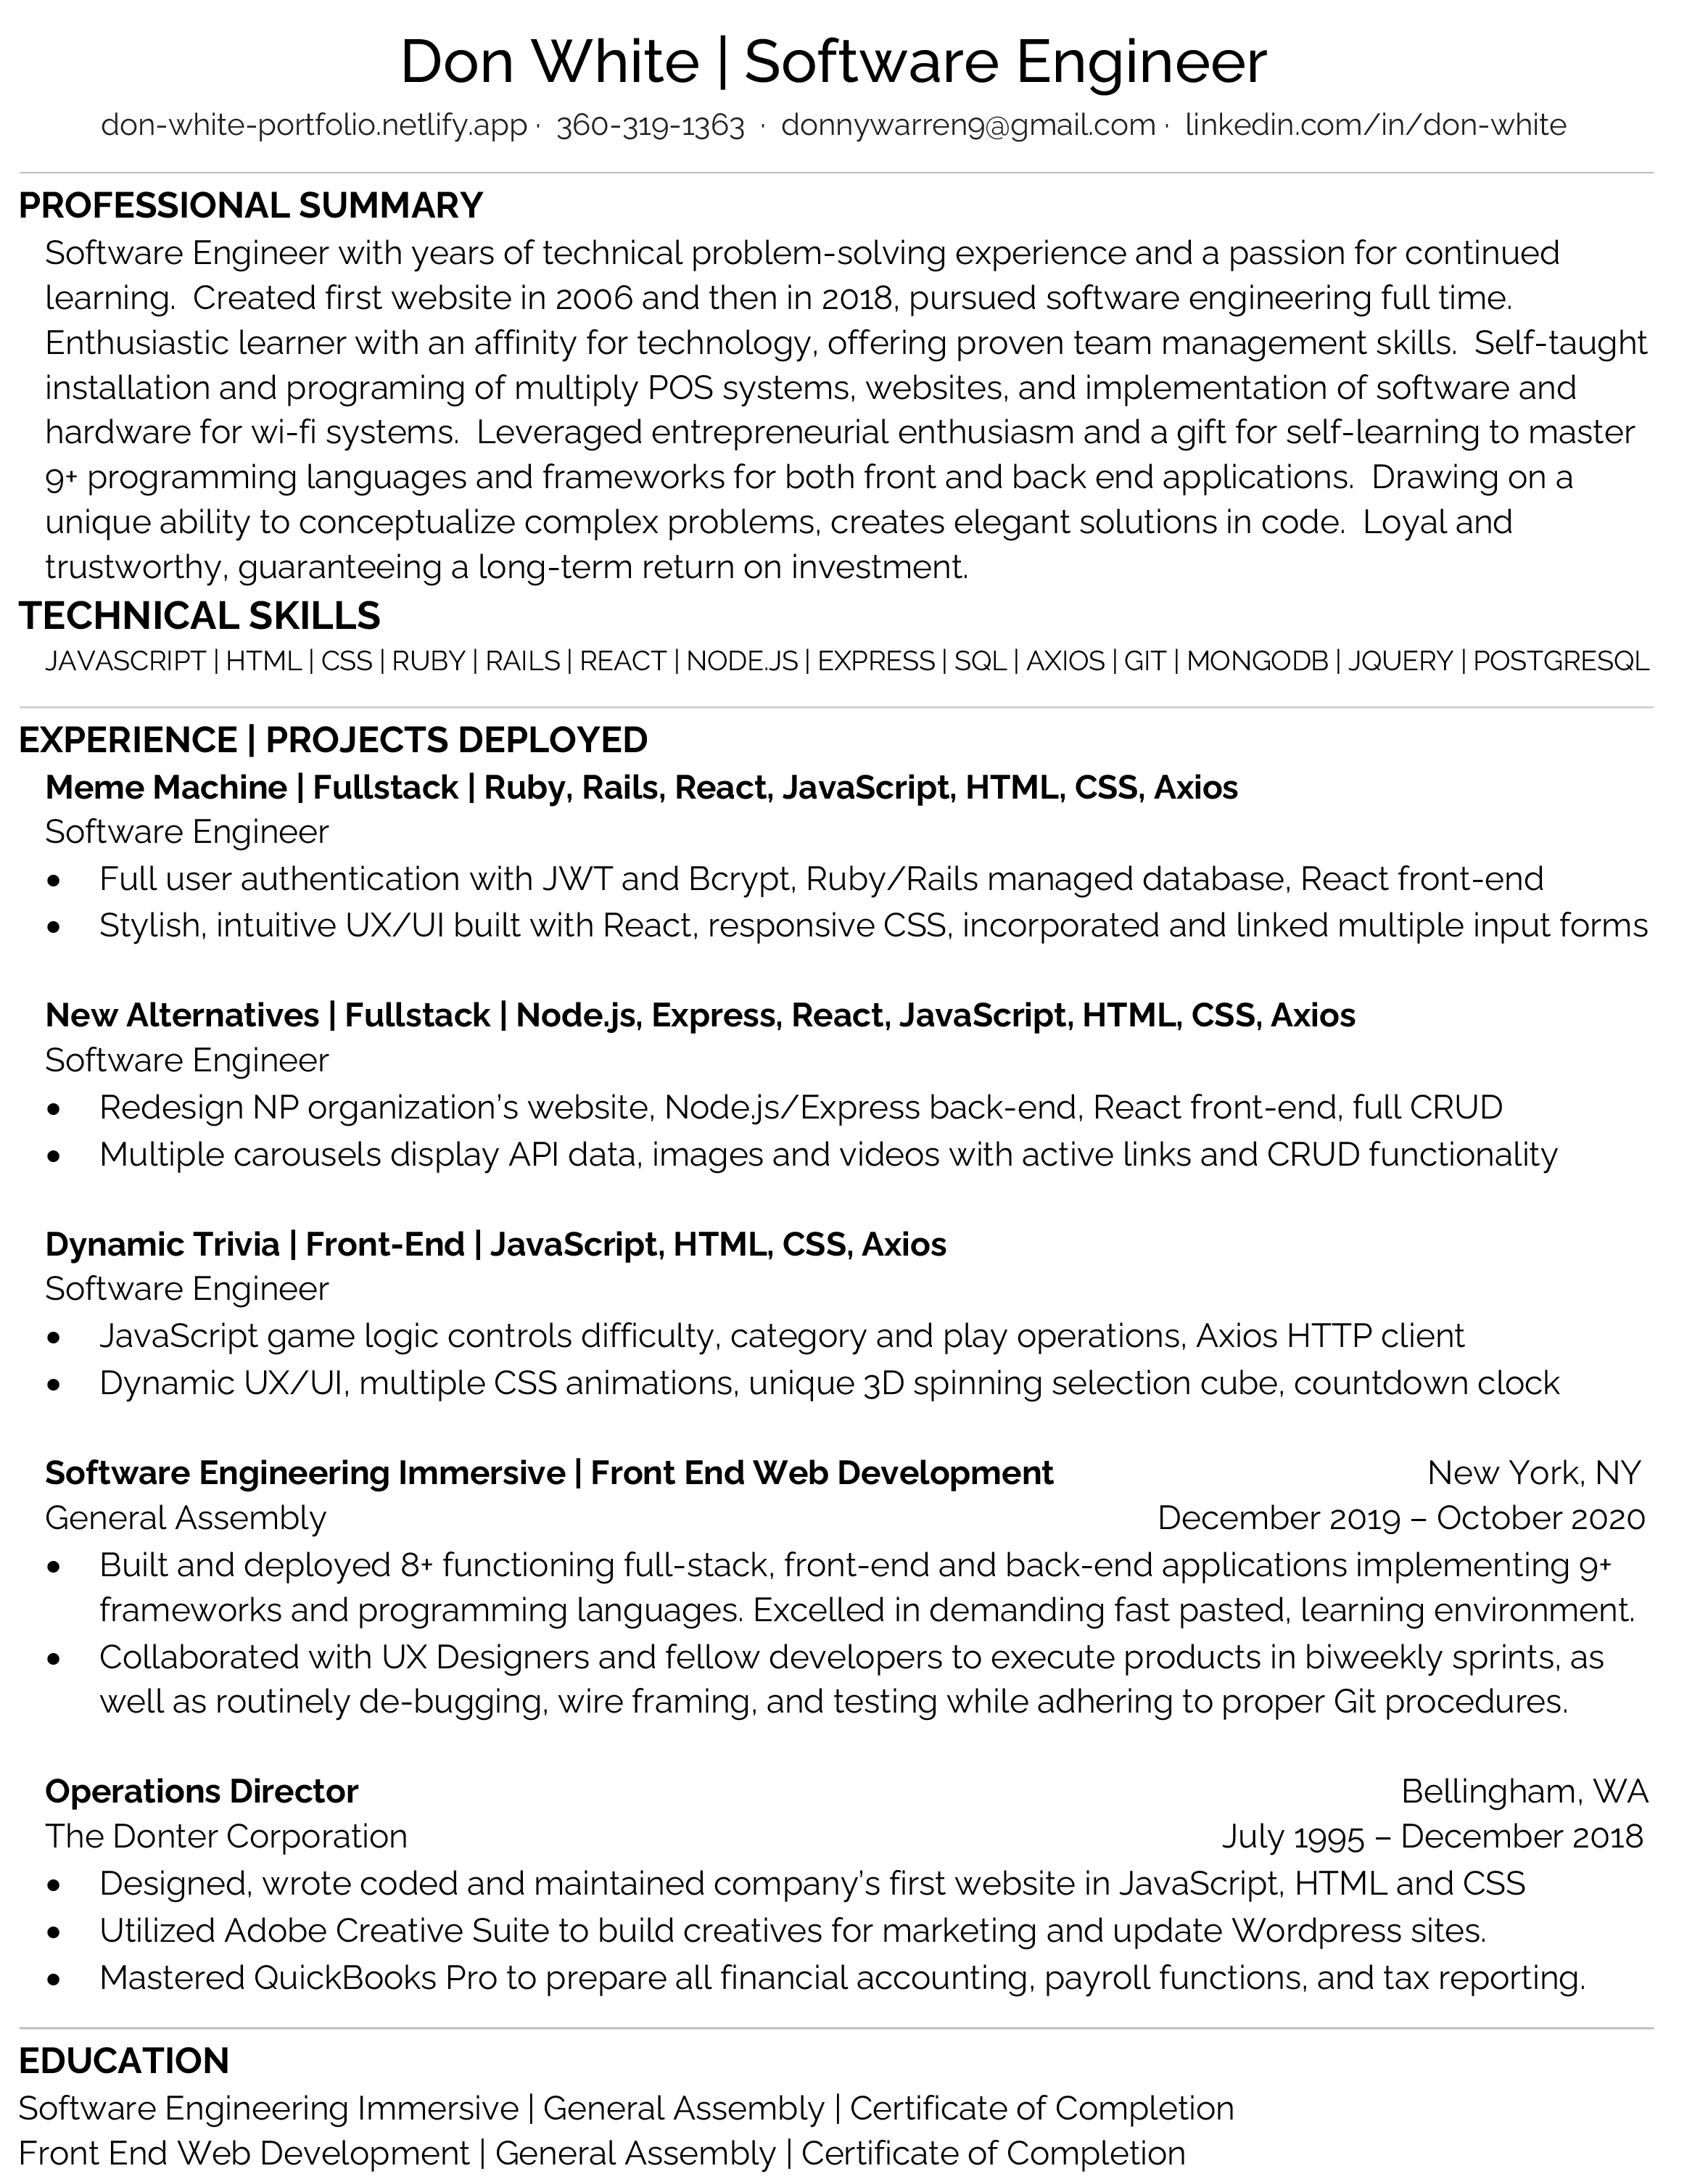 Don White | Software Engineer
don-white-portfolio.netlify.app · 360-319-1363 · donnywarren9@gmail.com · linkedin.com/in/don-white
PROFESSIONAL SUMMARY
Software Engineer with years of technical problem-solving experience and a passion for continued
learning.  Created first website in 2006 and then in 2018, pursued software engineering full time.
Enthusiastic learner with an affinity for technology, offering proven team management skills.  Self-taught
installation and programing of multiply POS systems, websites, and implementation of software and
hardware for wi-fi systems.  Leveraged entrepreneurial enthusiasm and a gift for self-learning to master
9+ programming languages and frameworks for both front and back end applications.  Drawing on a
unique ability to conceptualize complex problems, creates elegant solutions in code.  Loyal and
trustworthy, guaranteeing a long-term return on investment.
TECHNICAL SKILLS
JAVASCRIPT | HTML | CSS | RUBY | RAILS | REACT | NODE.JS | EXPRESS | SQL | AXIOS | GIT | MONGODB | JQUERY | POSTGRESQL
EXPERIENCE | PROJECTS DEPLOYED
Meme Machine | Fullstack | Ruby, Rails, React, JavaScript, HTML, CSS, Axios
Software Engineer
• Full user authentication with JWT and Bcrypt, Ruby/Rails managed database, React front-end
• Stylish, intuitive UX/UI built with React, responsive CSS, incorporated and linked multiple input forms
New Alternatives | Fullstack | Node.js, Express, React, JavaScript, HTML, CSS, Axios
Software Engineer
• Redesign NP organization's website, Node.js/Express back-end, React front-end, full CRUD
• Multiple carousels display API data, images and videos with active links and CRUD functionality
Dynamic Trivia | Front-End | JavaScript, HTML, CSS, Axios
Software Engineer
• JavaScript game logic controls difficulty, category and play operations, Axios HTTP client
• Dynamic UX/UI, multiple CSS animations, unique 3D spinning selection cube, countdown clock
Software Engineering Immersive | Front End Web Development New York, NY
General Assembly December 2019 – October 2020
• Built and deployed 8+ functioning full-stack, front-end and back-end applications implementing 9+
frameworks and programming languages. Excelled in demanding fast pasted, learning environment.
• Collaborated with UX Designers and fellow developers to execute products in biweekly sprints, as
well as routinely de-bugging, wire framing, and testing while adhering to proper Git procedures.
Operations Director Bellingham, WA
The Donter Corporation July 1995 – December 2018
• Designed, wrote coded and maintained company's first website in JavaScript, HTML and CSS
• Utilized Adobe Creative Suite to build creatives for marketing and update Wordpress sites.
• Mastered QuickBooks Pro to prepare all financial accounting, payroll functions, and tax reporting.
EDUCATION
Software Engineering Immersive | General Assembly | Certificate of Completion
Front End Web Development | General Assembly | Certificate of Completion